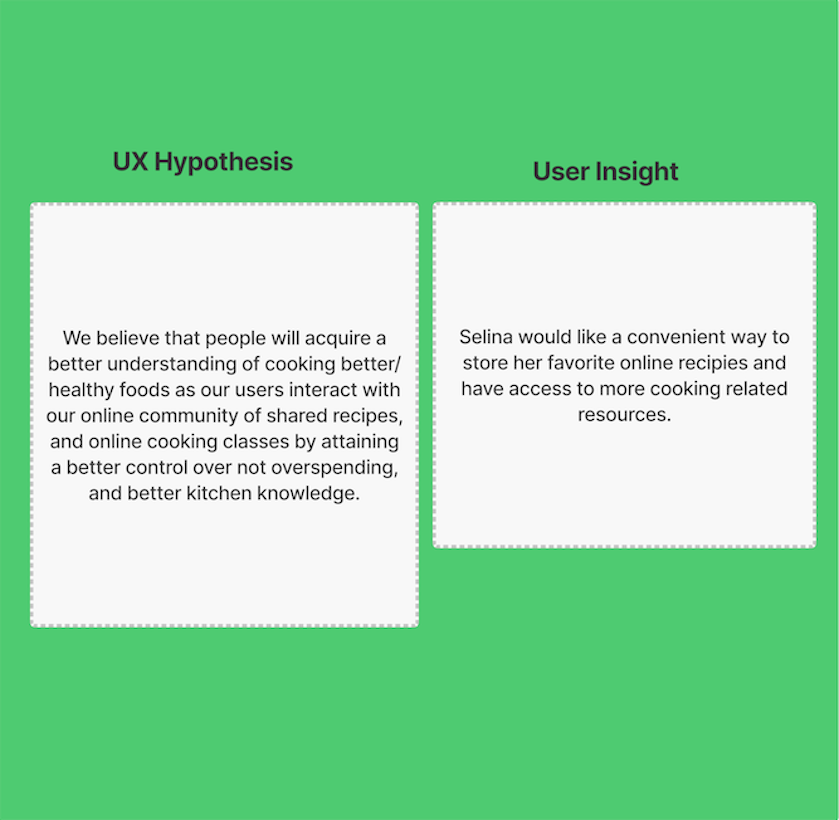 UX Hypothesis
We believe that people will acquire a
better understanding of cooking better/
healthy foods as our users interact with
our online community of shared recipes,
and online cooking classes by attaining
a better control over not overspending,
and better kitchen knowledge.
User Insight
Selina would like a convenient way to
store her favorite online recipies and
have access to more cooking related
resources.